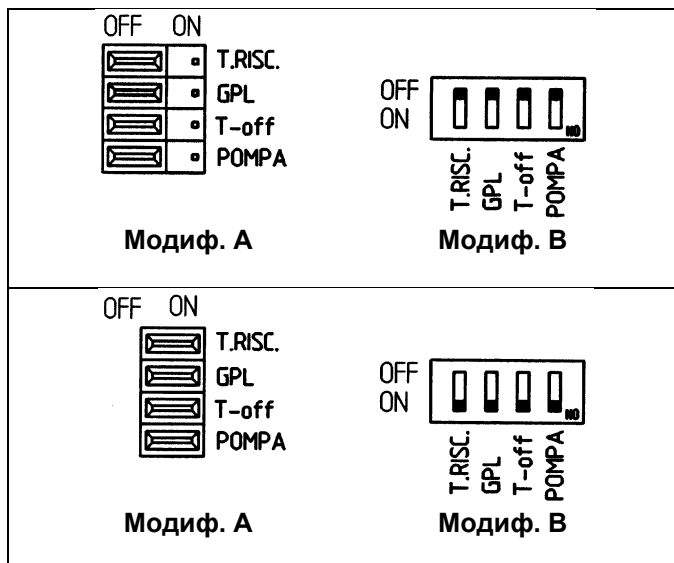 OFF ON
T.RISC.
GPL
T-off
POMPA
OFF
ON
T.RISC.
GPL
T-off
POMPA
Модиф. А
Модиф. В
OFF ON
T.RISC.
GPL
T-off
POMPA
OFF
ON
T.RISC.
GPL
T-off
POMPA
Модиф. А
Модиф. В